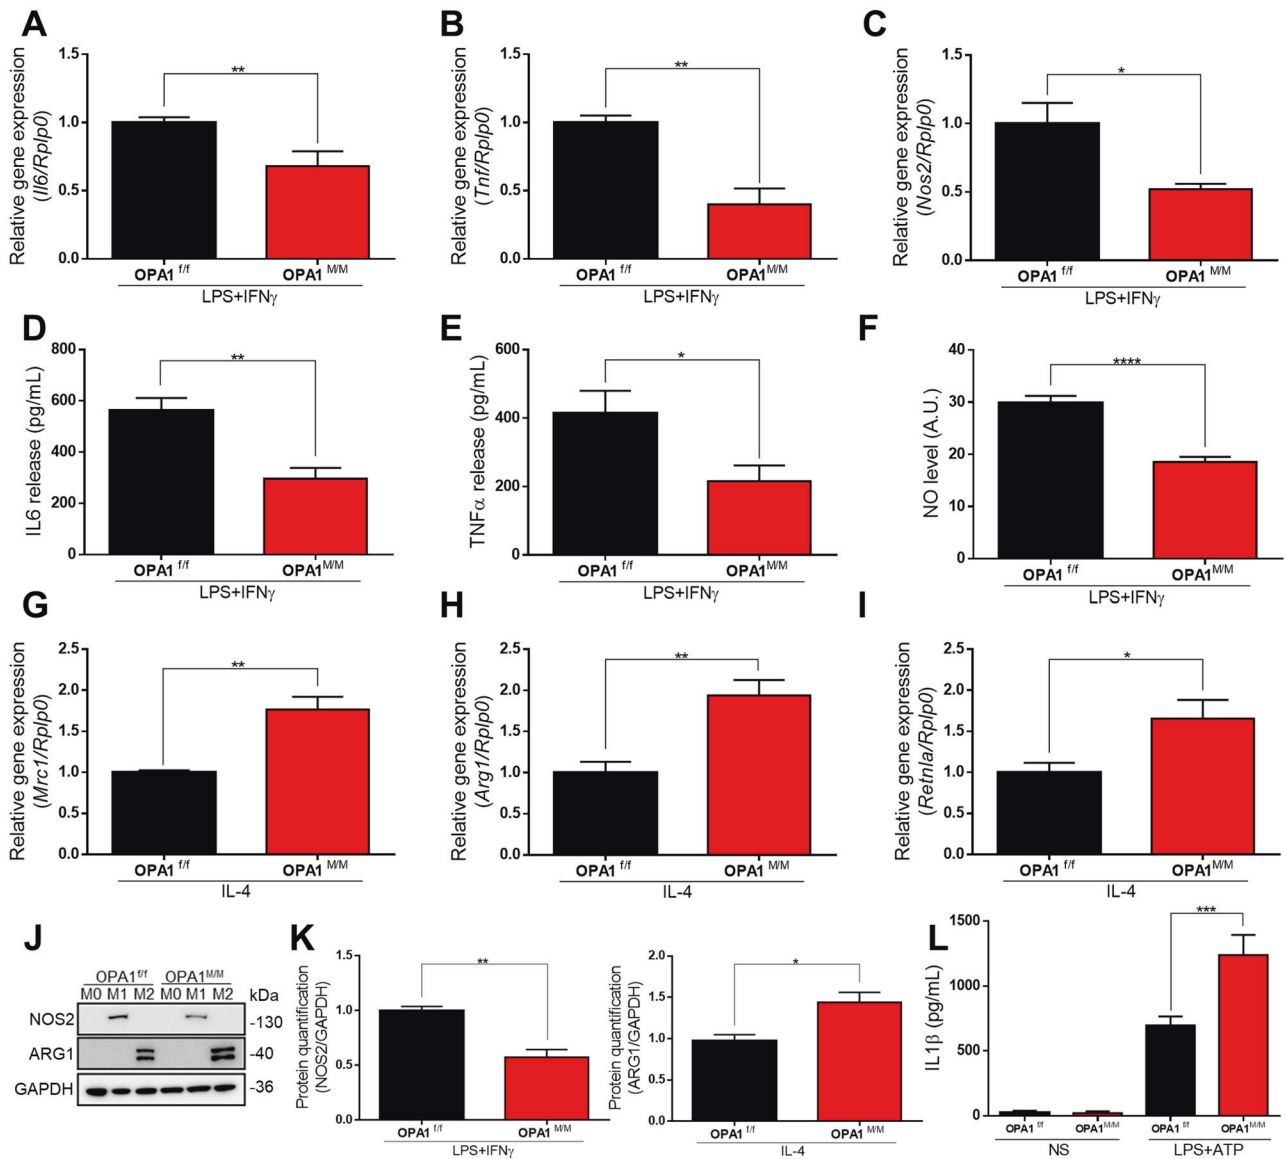 A
Relative gene expression
(Il6/Rplp0)
1.5
1.0
0.5
0.0
**
OPA1 f/f
OPA1 M/M
LPS+IFNγ
B
Relative gene expression
(Tnf/Rplp0)
1.5
1.0
0.5
0.0
**
OPA1 f/f
OPA1 M/M
LPS+IFNγ
C
Relative gene expression
(Nos2/Rplp0)
1.5
1.0
0.5
0.0
*
OPA1 f/f
OPA1 M/M
LPS+IFNγ
D
IL6 release (pg/mL)
800
600
400
200
0
**
OPA1 f/f
OPA1 M/M
LPS+IFNγ
E
TNFα release (pg/mL)
600
400
200
0
*
OPA1 f/f
OPA1 M/M
LPS+IFNγ
F
NO level (A.U.)
40
30
20
10
0
****
OPA1 f/f
OPA1 M/M
LPS+IFNγ
G
Relative gene expression
(Mrc1/Rplp0)
2.5
2.0
1.5
1.0
0.5
0.0
**
OPA1 f/f
OPA1 M/M
IL-4
H
Relative gene expression
(Arg1/Rplp0)
2.5
2.0
1.5
1.0
0.5
0.0
**
OPA1 f/f
OPA1 M/M
IL-4
I
Relative gene expression
(Retnla/Rplp0)
2.5
2.0
1.5
1.0
0.5
0.0
*
OPA1 f/f
OPA1 M/M
IL-4
J
OPA1f/f OPA1M/M
M0 M1 M2 M0 M1 M2 kDa
NOS2 -130
ARG1 -40
GAPDH -36
K
Protein quantification
(NOS2/GAPDH)
1.5
1.0
0.5
0.0
**
OPA1 f/f
OPA1 M/M
LPS+IFNγ
Protein quantification
(ARG1/GAPDH)
2.0
1.5
1.0
0.5
0.0
*
OPA1 f/f
OPA1 M/M
IL-4
L
IL1β (pg/mL)
1500
1000
500
0
***
OPA1 f/f
OPA1M/M
OPA1 f/f
OPA1M/M
NS
LPS+ATP